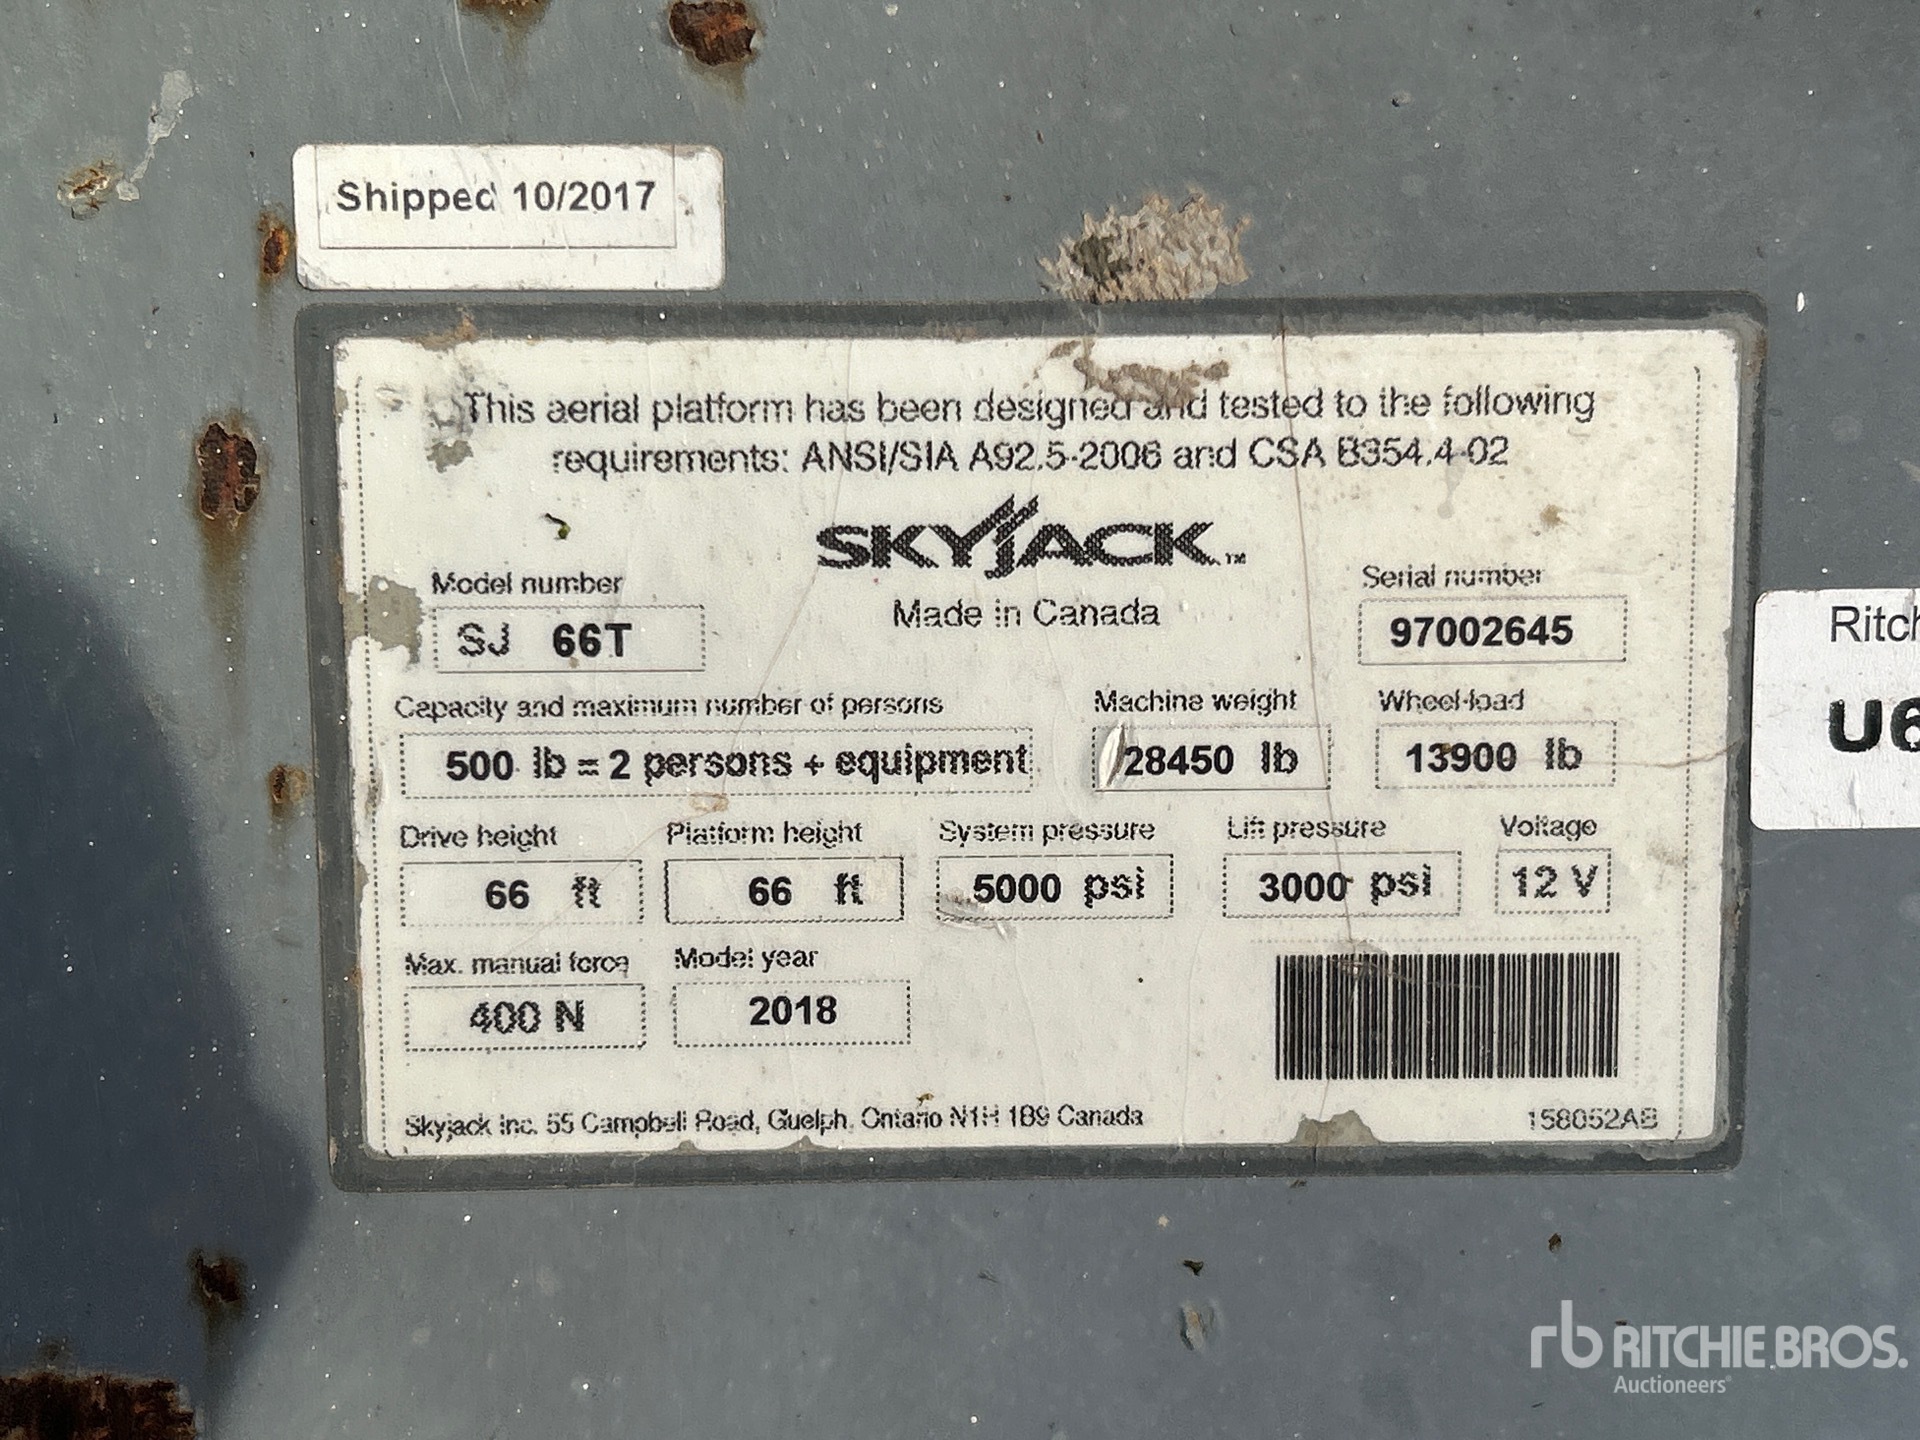 Shipped 10/2017
This aerial platform has been designed and tested to the following
requirements: ANSI/SIA A92.5-2006 and CSA B354.4-02
SKYJACK™
Made in Canada
Model number
SJ 66T
Serial number
97002645
Capacity and maximum number of persons
500 lb = 2 persons + equipment
Machine weight
28450 lb
Wheel-load
13900 lb
Drive height
66 ft
Platform height
66 ft
System pressure
5000 psi
Lift pressure
3000 psi
Voltage
12 V
Max. manual force
400 N
Model year
2018
Skyjack Inc. 55 Campbell Road, Guelph, Ontario N1H 1B9 Canada
158052AB
Ritch
U6
rb RITCHIE BROS.
Auctioneers